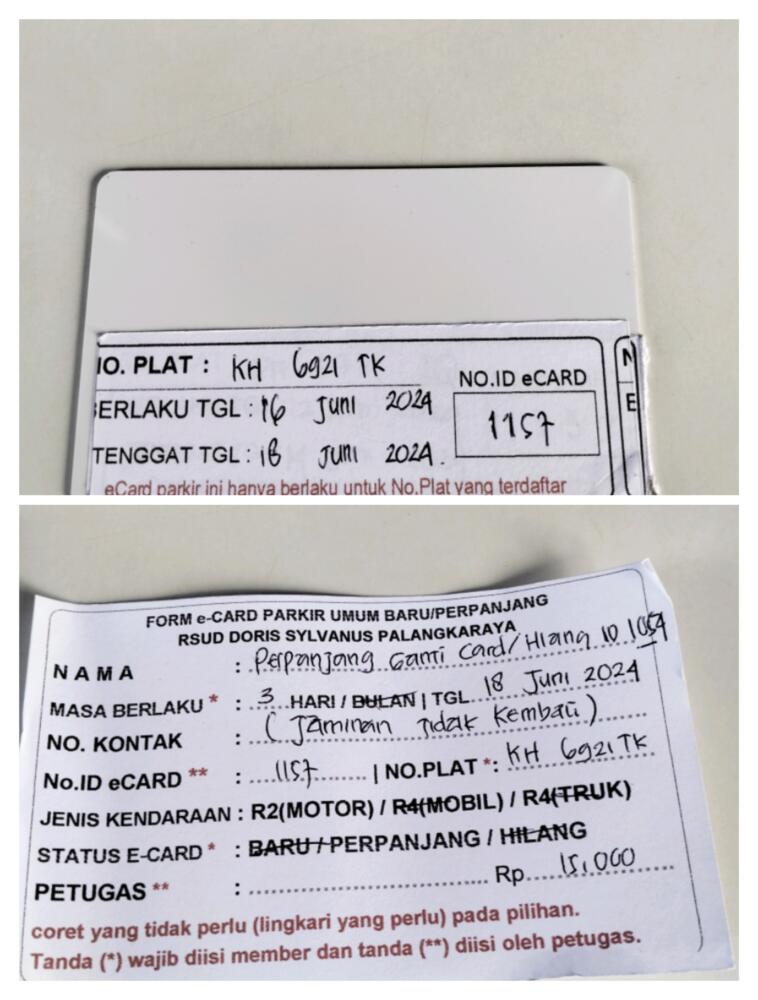 IO. PLAT : KH 6921 TK
ERLAKU TGL : 16 Juni 2024
TENGGAT TGL : 18 Juni 2024.
NO.ID eCARD
1157
N
E
eCard parkir ini hanya berlaku untuk No.Plat yang terdaftar
FORM e-CARD PARKIR UMUM BARU/PERPANJANG
RSUD DORIS SYLVANUS PALANGKARAYA
NAMA : Perpanjang Ganti Card/Hlang ID
MASA BERLAKU * : 3 HARI / BULAN | TGL 18 Juni 2024
NO. KONTAK : (Jaminan Tidak Kembali)
No.ID eCARD ** : 1157 | NO.PLAT *: KH 6921 TK
JENIS KENDARAAN : R2(MOTOR) / R4(MOBIL) / R4(TRUK)
STATUS E-CARD * : BARU / PERPANJANG / HILANG
PETUGAS ** : Rp 15,000
coret yang tidak perlu (lingkari yang perlu) pada pilihan.
Tanda (*) wajib diisi member dan tanda (**) diisi oleh petugas.